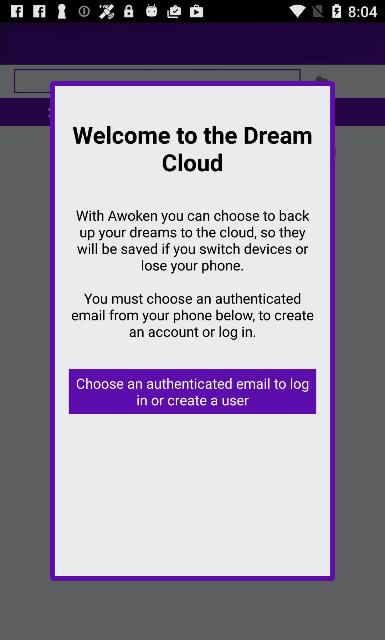 8:04
Welcome to the Dream
Cloud
With Awoken you can choose to back
up your dreams to the cloud, so they
will be saved if you switch devices or
lose your phone.
You must choose an authenticated
email from your phone below, to create
an account or log in.
Choose an authenticated email to log
in or create a user